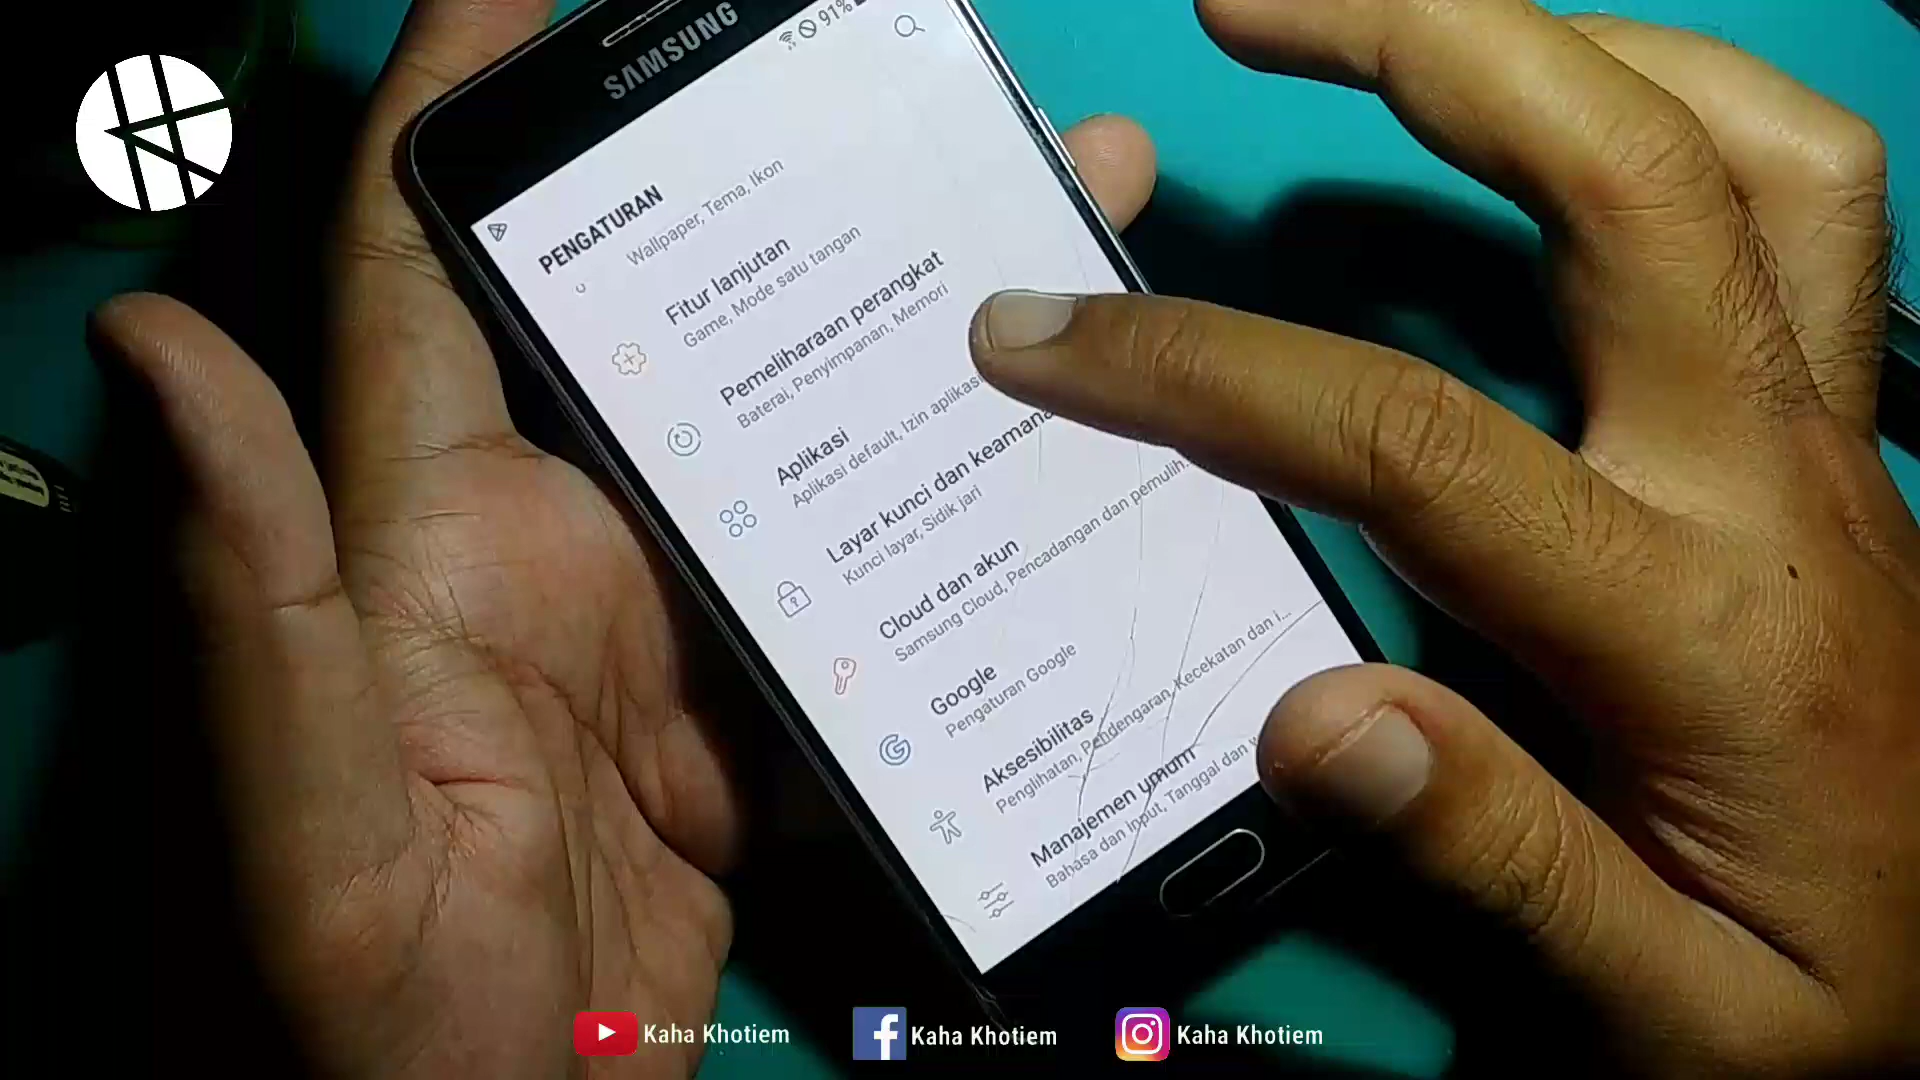 SAMSUNG
91%
PENGATURAN
Wallpaper, Tema, Ikon
Fitur lanjutan
Game, Mode satu tangan
Pemeliharaan perangkat
Baterai, Penyimpanan, Memori
Aplikasi
Aplikasi default, Izin aplikasi
Layar kunci dan keamana
Kunci layar, Sidik jari
Cloud dan akun
Samsung Cloud, Pencadangan dan pemulih...
Google
Pengaturan Google
Aksesibilitas
Penglihatan, Pendengaran, Kecekatan dan i...
Manajemen umum
Bahasa dan input, Tanggal dan w
Kaha Khotiem
Kaha Khotiem
Kaha Khotiem